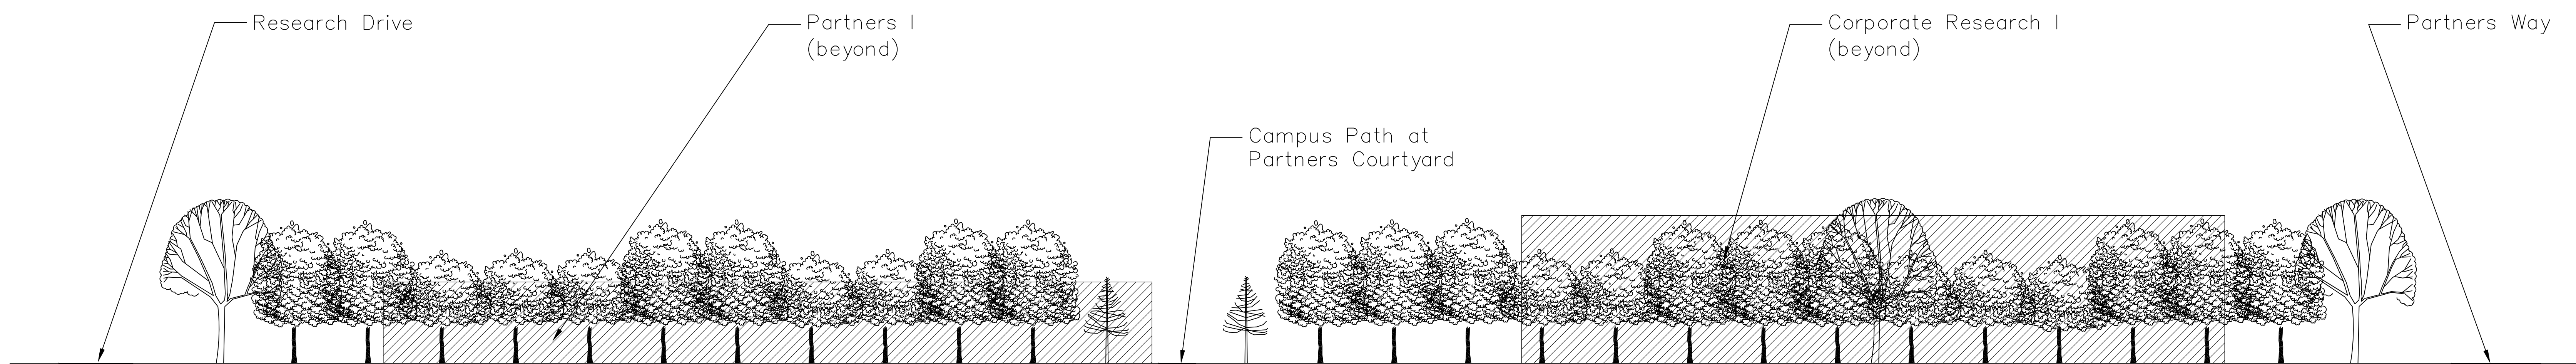 Research Drive
Partners I
(beyond)
Campus Path at
Partners Courtyard
Corporate Research I
(beyond)
Partners Way